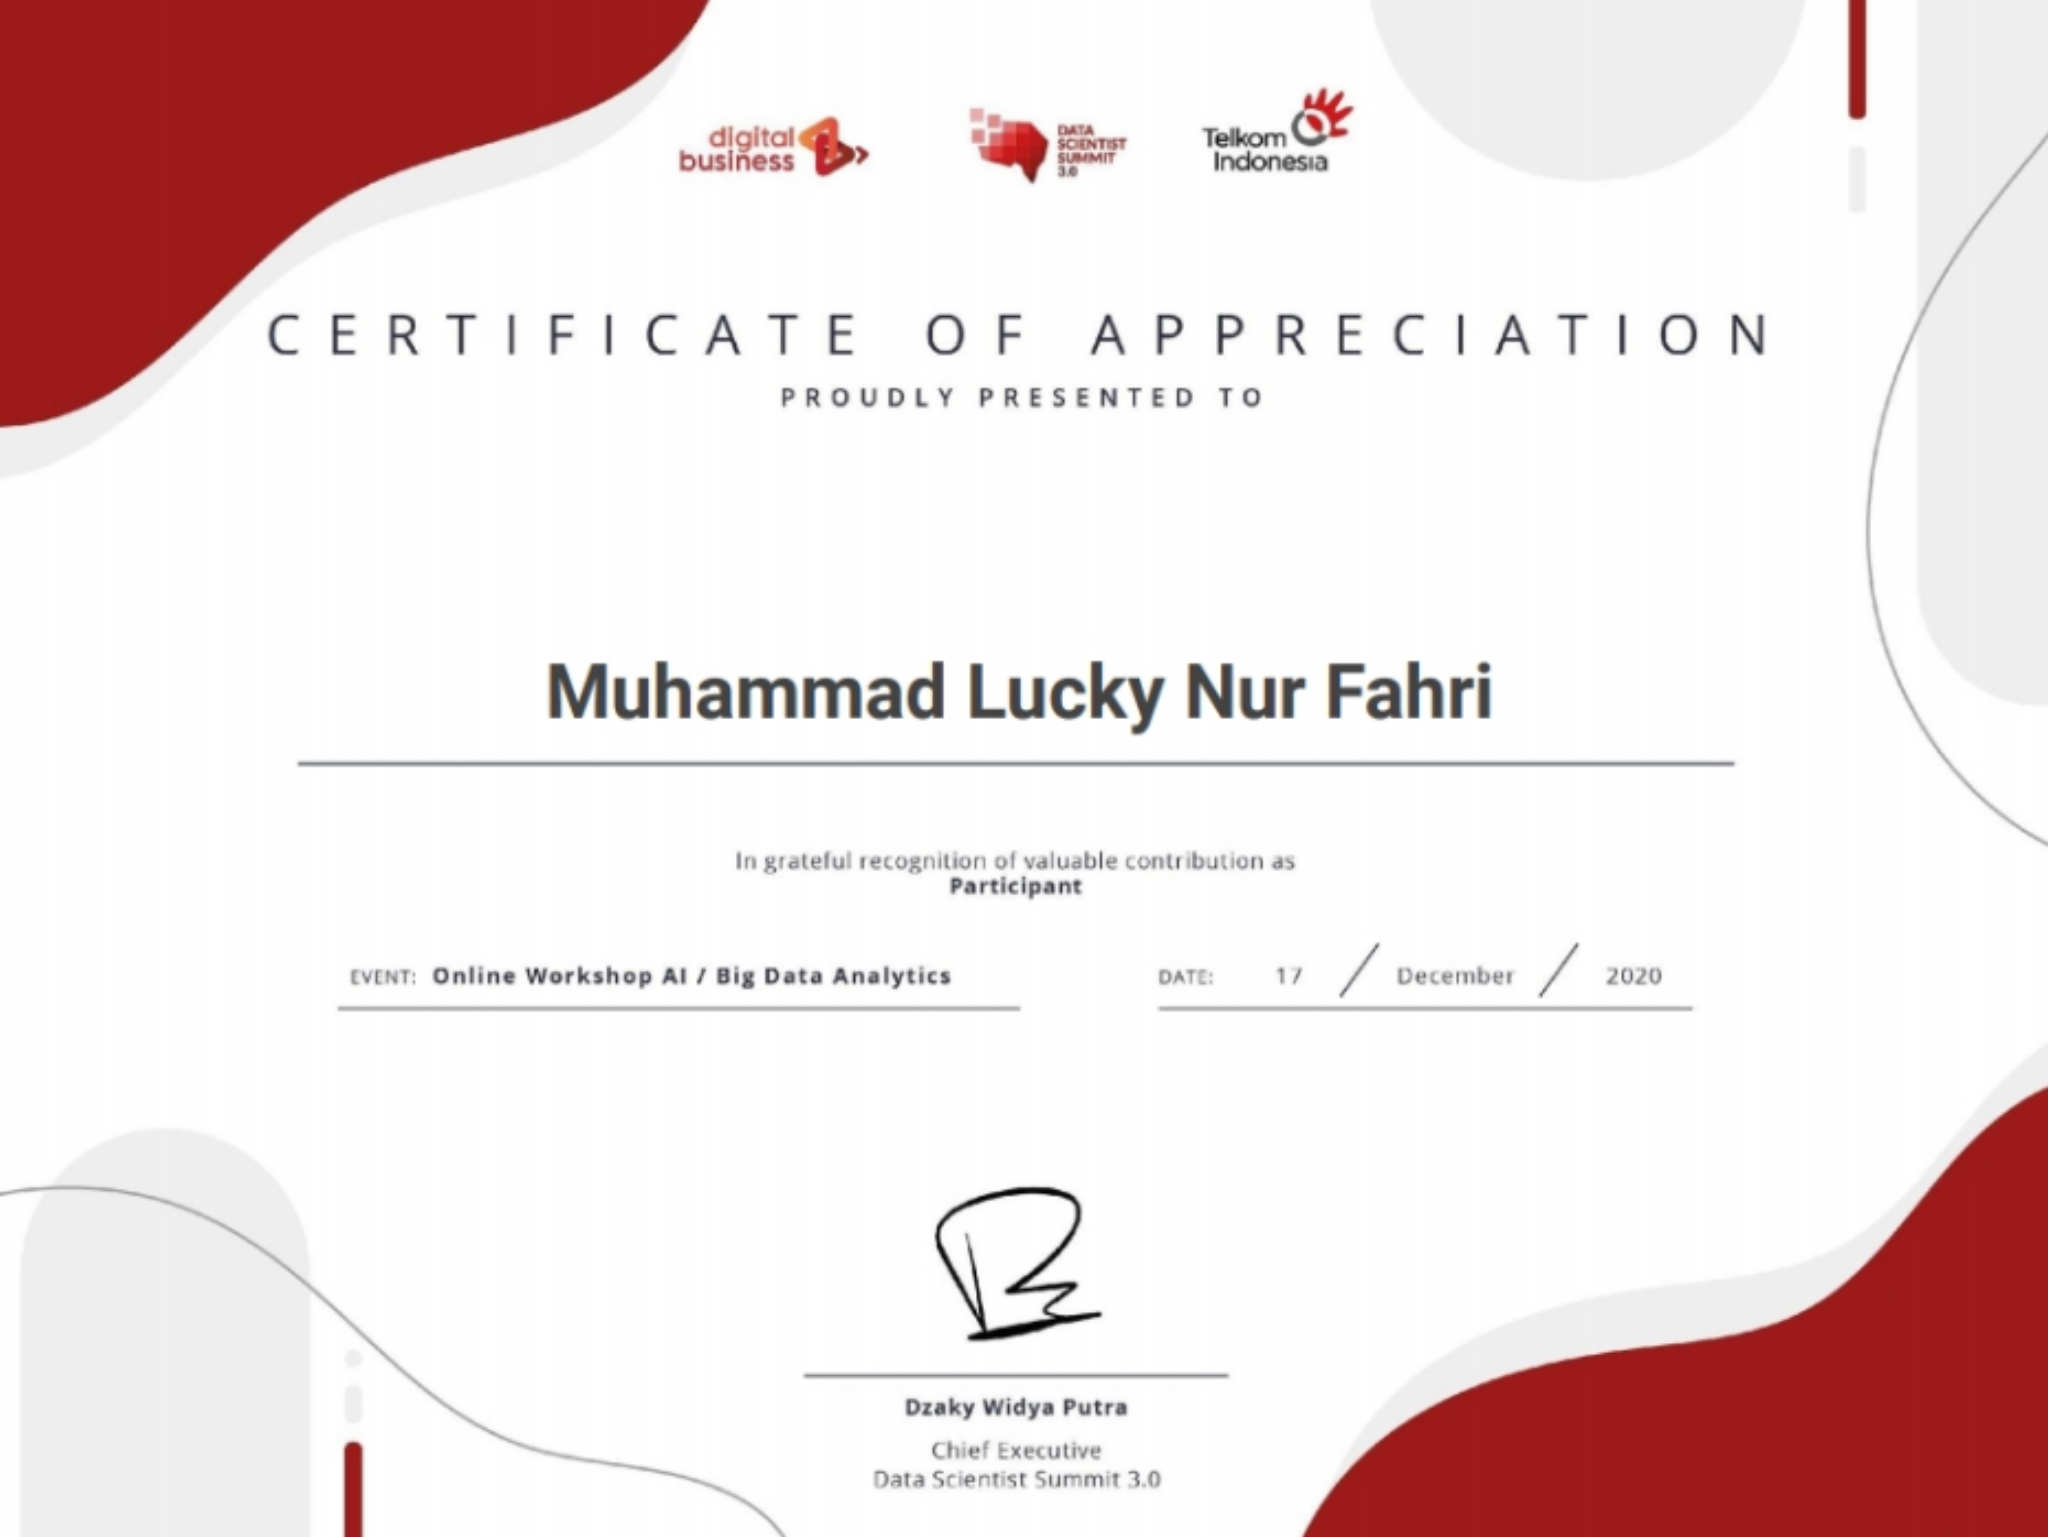 digital
business
DATA
SCIENTIST
SUMMIT
3.0
Telkom
Indonesia
CERTIFICATE OF APPRECIATION
PROUDLY PRESENTED TO
Muhammad Lucky Nur Fahri
In grateful recognition of valuable contribution as
Participant
EVENT: Online Workshop AI / Big Data Analytics
DATE: 17 / December / 2020
Dzaky Widya Putra
Chief Executive
Data Scientist Summit 3.0